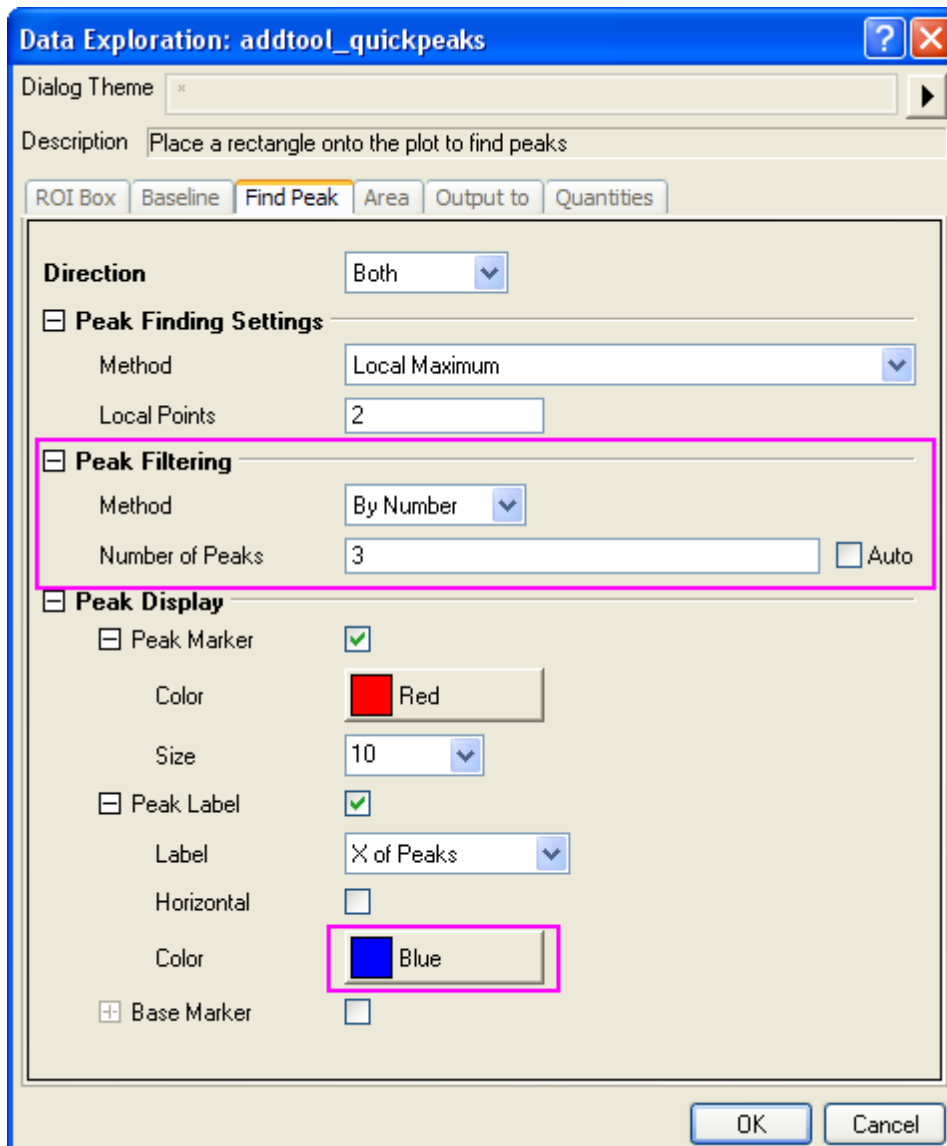 Data Exploration: addtool_quickpeaks
Dialog Theme *
Description Place a rectangle onto the plot to find peaks
ROI Box Baseline Find Peak Area Output to Quantities
Direction Both
Peak Finding Settings
Method Local Maximum
Local Points 2
Peak Filtering
Method By Number
Number of Peaks 3 Auto
Peak Display
Peak Marker
Color Red
Size 10
Peak Label
Label X of Peaks
Horizontal
Color Blue
Base Marker
OK Cancel